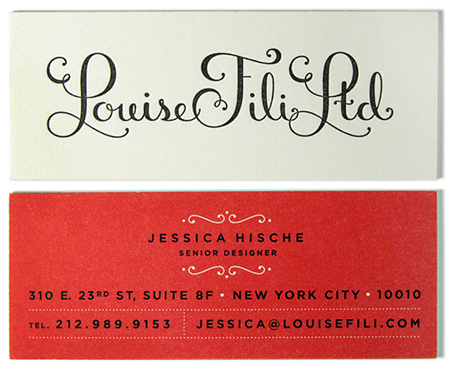 Louise Fili Ltd
JESSICA HISCHE
SENIOR DESIGNER
310 E. 23RD ST, SUITE 8F • NEW YORK CITY • 10010
TEL. 212.989.9153 JESSICA@LOUISEFILI.COM